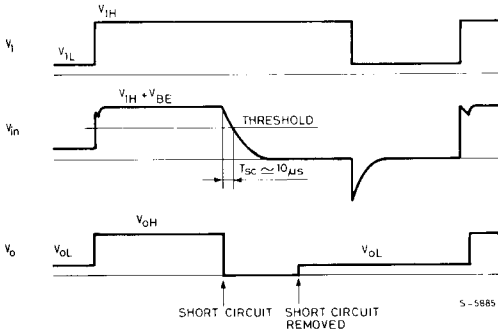 V_IH
V_i
V_IL
V_IH + V_BE
THRESHOLD
V_in
T_SC ≃ 10 µs
V_oH
V_o
V_oL
V_oL
SHORT CIRCUIT
SHORT CIRCUIT
REMOVED
S-5885